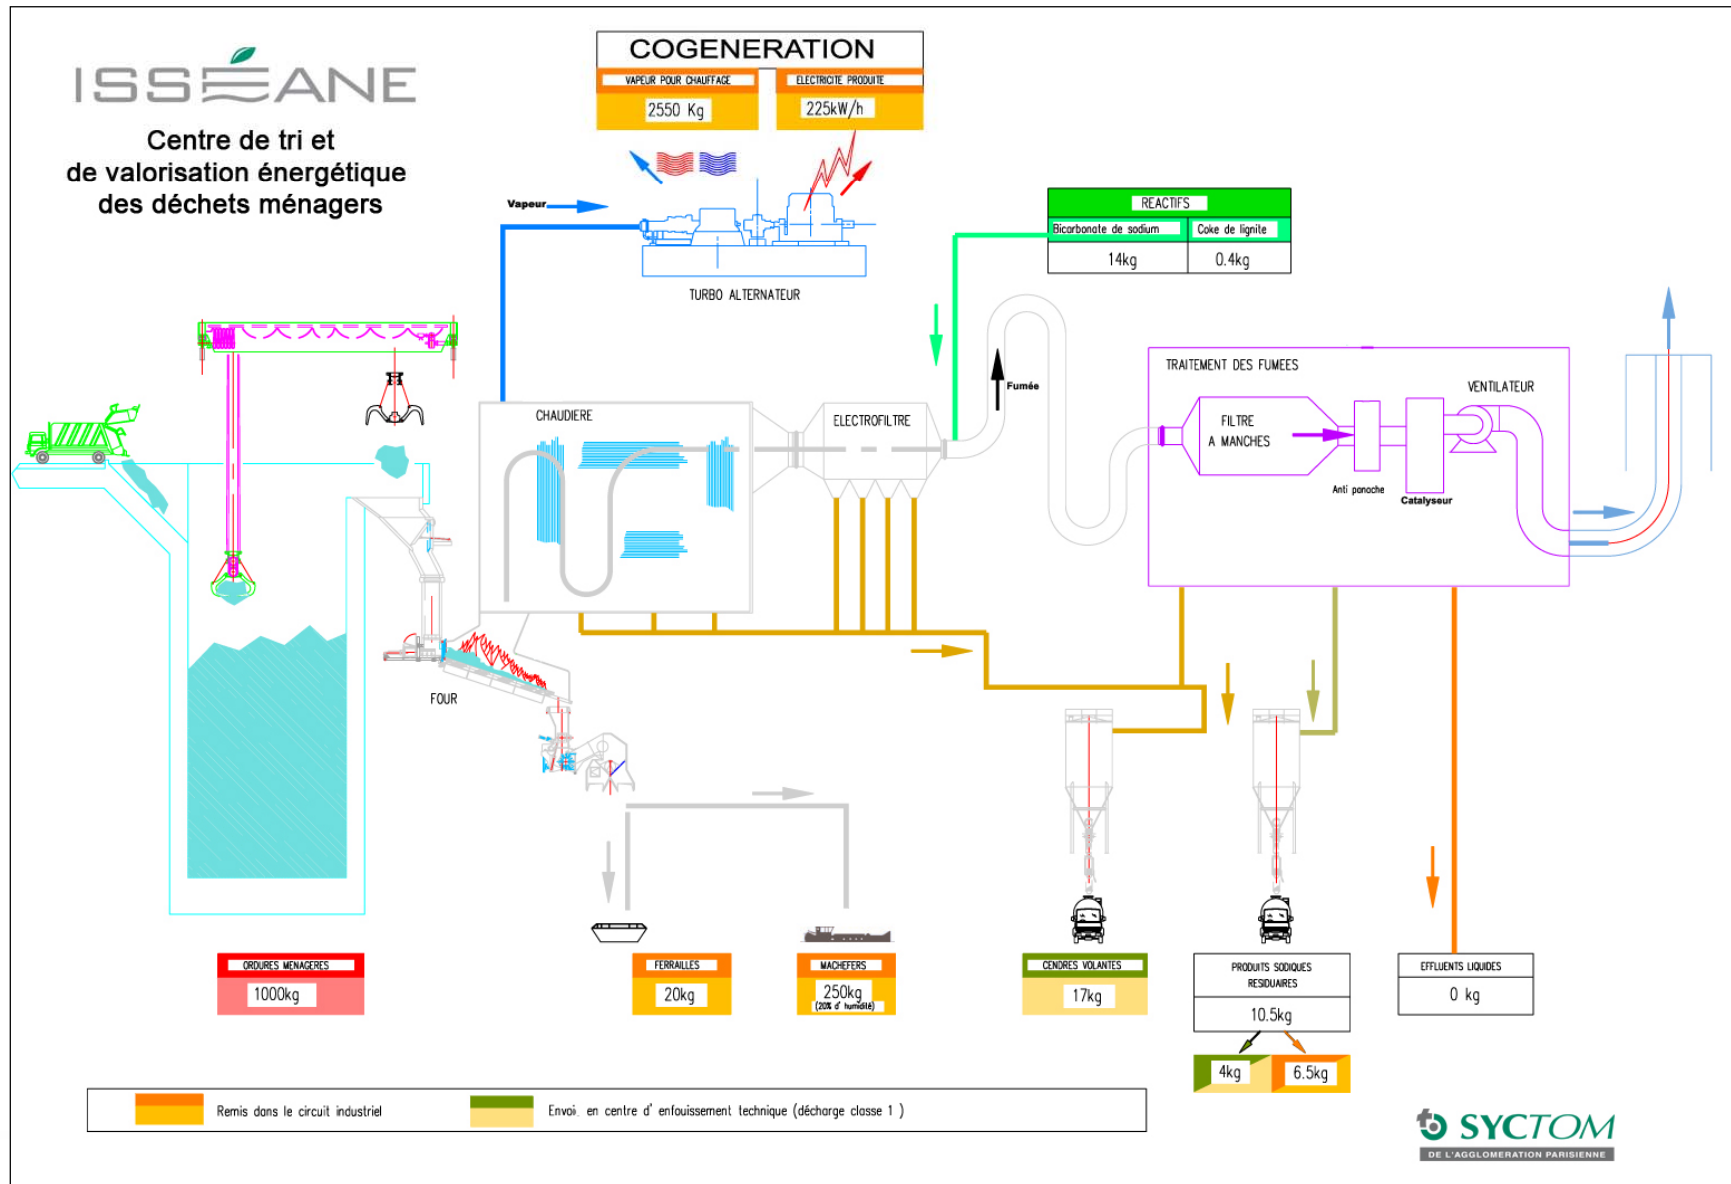 ISSÉANE
Centre de tri et
de valorisation énergétique
des déchets ménagers
COGENERATION
VAPEUR POUR CHAUFFAGE
ELECTRICITE PRODUITE
2550 Kg
225kW/h
Vapeur
TURBO ALTERNATEUR
REACTIFS
Bicarbonate de sodium
Coke de lignite
14kg
0.4kg
Fumée
CHAUDIERE
ELECTROFILTRE
TRAITEMENT DES FUMEES
VENTILATEUR
FILTRE
A MANCHES
Anti panache
Catalyseur
FOUR
ORDURES MENAGERES
1000kg
FERRAILLES
20kg
MACHEFERS
250kg
(20% d' humidité)
CENDRES VOLANTES
17kg
PRODUITS SODIQUES
RESIDUAIRES
10.5kg
4kg
6.5kg
EFFLUENTS LIQUIDES
0 kg
Remis dans le circuit industriel
Envoi. en centre d' enfouissement technique (décharge classe 1 )
SYCTOM
DE L'AGGLOMERATION PARISIENNE